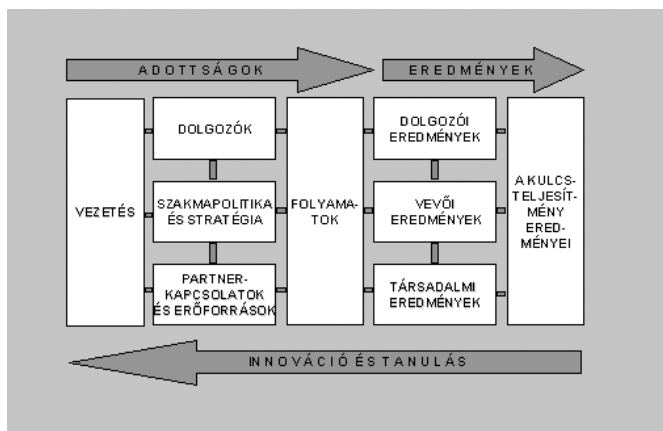 ADOTTSÁGOK
EREDMÉNYEK
VEZETÉS
DOLGOZÓK
SZAKMAPOLITIKA
ÉS STRATÉGIA
PARTNER-
KAPCSOLATOK
ÉS ERŐFORRÁSOK
FOLYAMA-
TOK
DOLGOZÓI
EREDMÉNYEK
VEVŐI
EREDMÉNYEK
TÁRSADALMI
EREDMÉNYEK
A KULCS-
TELJESÍT-
MÉNY
ERED-
MÉNYEI
INNOVÁCIÓ ÉS TANULÁS